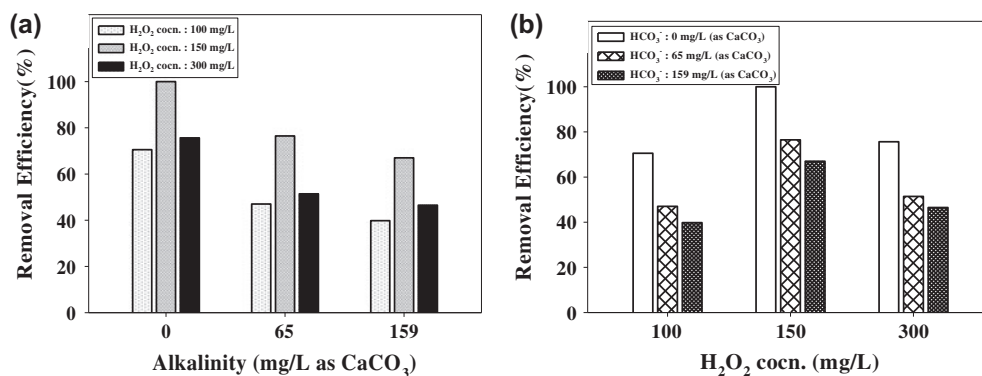 (a)
H₂O₂ cocn. : 100 mg/L
H₂O₂ cocn. : 150 mg/L
H₂O₂ cocn. : 300 mg/L
Removal Efficiency(%)
100
80
60
40
20
0
0 65 159
Alkalinity (mg/L as CaCO₃)
(b)
HCO₃⁻ : 0 mg/L (as CaCO₃)
HCO₃⁻ : 65 mg/L (as CaCO₃)
HCO₃⁻ : 159 mg/L (as CaCO₃)
Removal Efficiency(%)
100
80
60
40
20
0
100 150 300
H₂O₂ cocn. (mg/L)